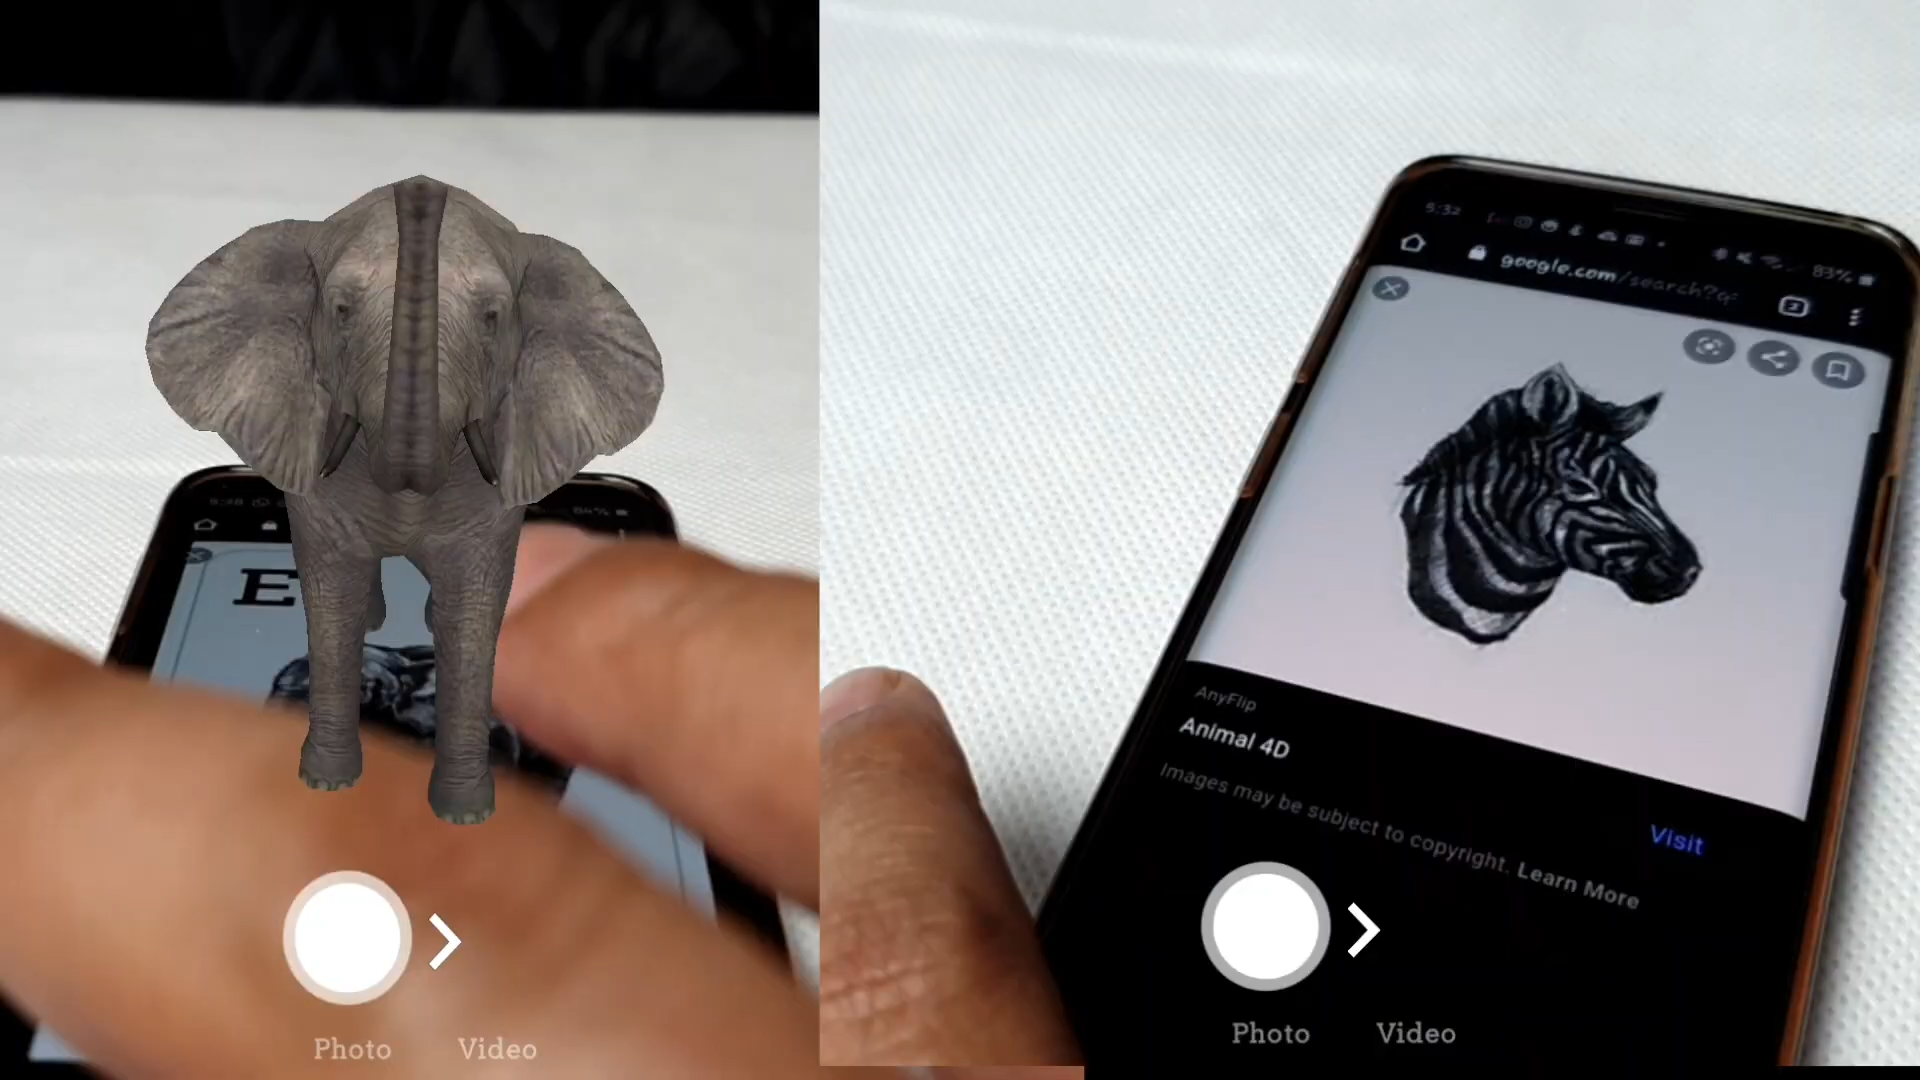 E
Photo Video
5:32 83%
google.com/search?q=
2
AnyFlip
Animal 4D
Images may be subject to copyright. Learn More
Visit
Photo Video